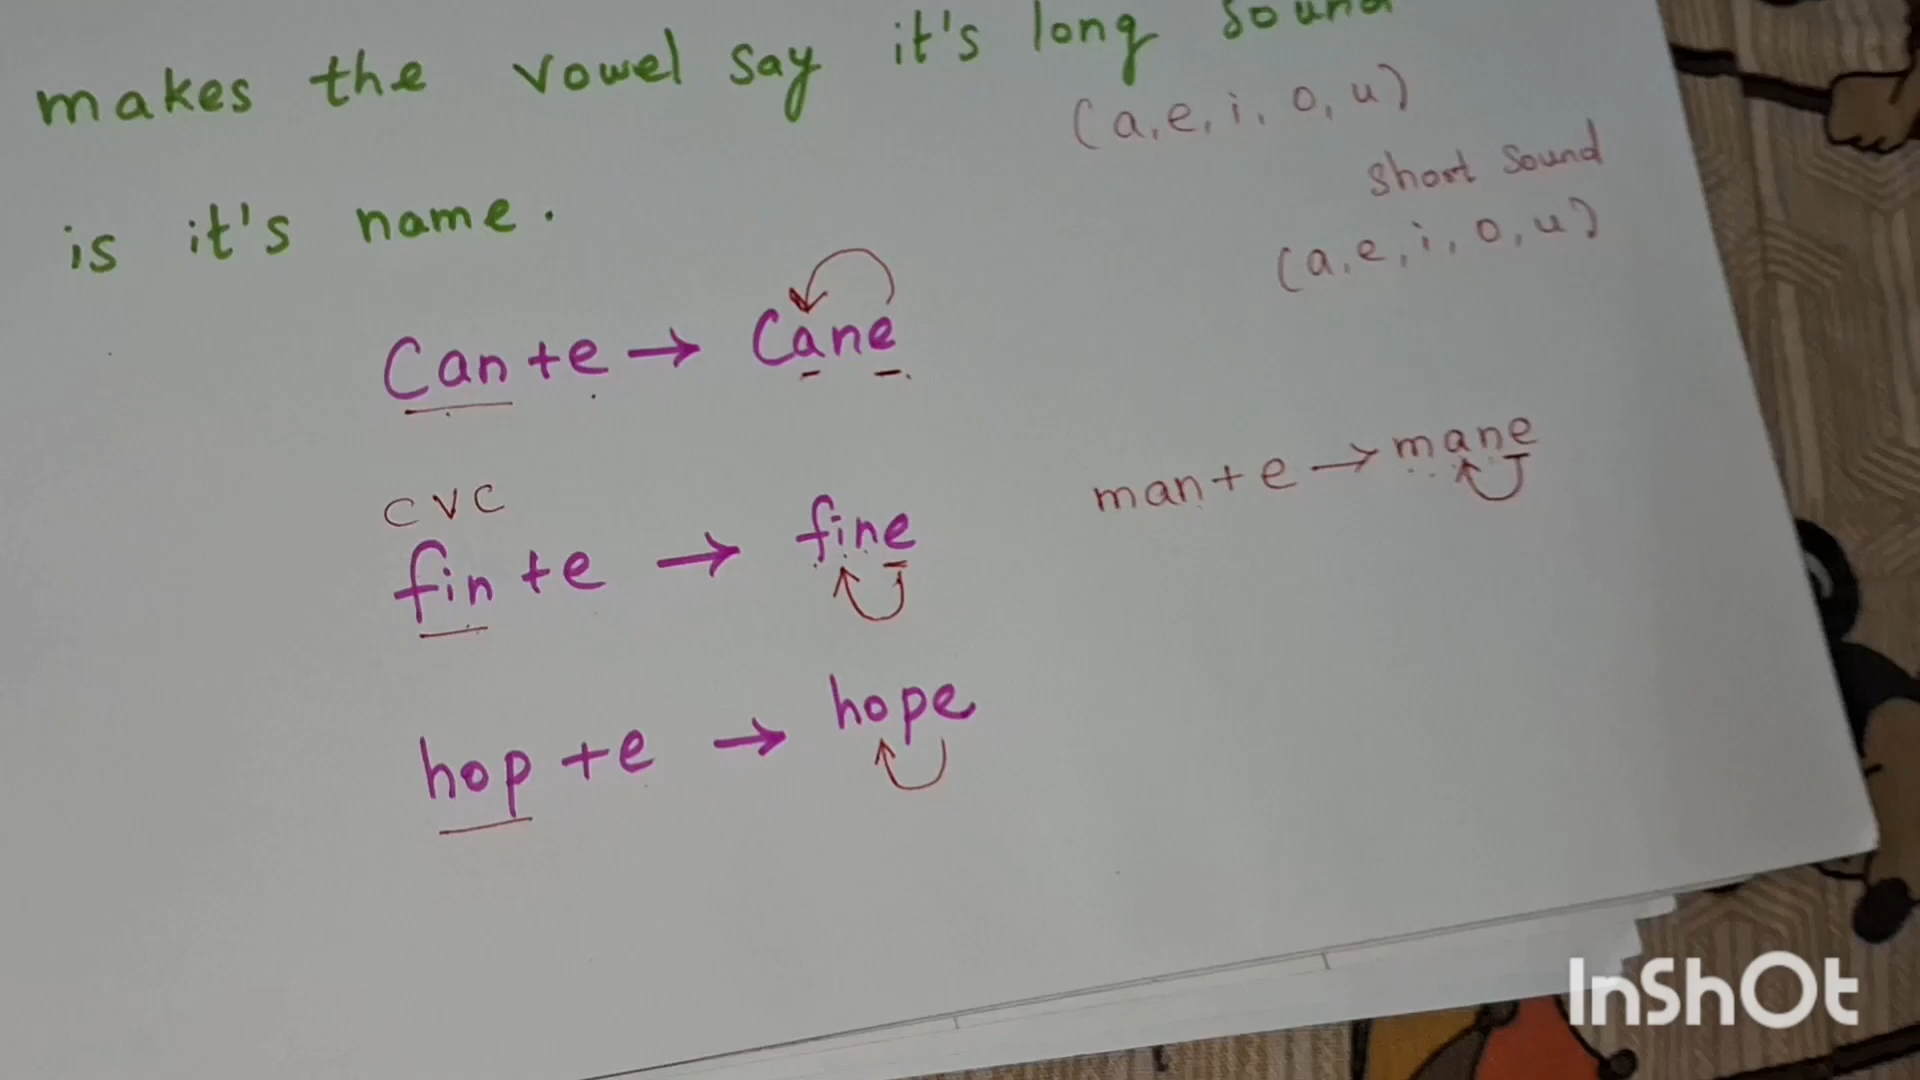 makes the vowel say it's long sound
(a, e, i, o, u)
short sound
(a, e, i, o, u)
is it's name.
Can+e → Cane
man+e → mane
CVC
fin+e → fine
hop+e → hope
InShOt